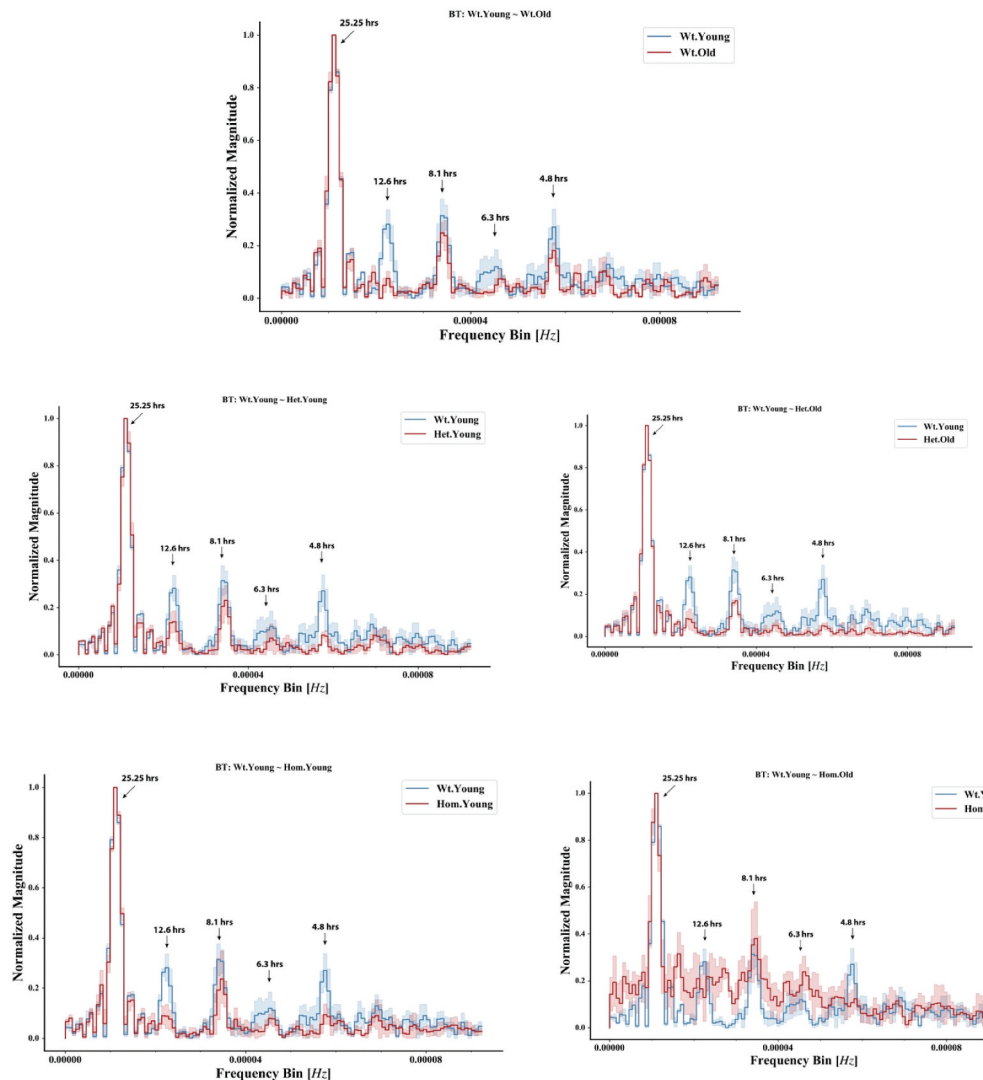 BT: Wt.Young ~ Wt.Old
25.25 hrs
Wt.Young
Wt.Old
12.6 hrs
8.1 hrs
6.3 hrs
4.8 hrs
Normalized Magnitude
1.0
0.8
0.6
0.4
0.2
0.0
0.00000
0.00004
0.00008
Frequency Bin [Hz]
BT: Wt.Young ~ Het.Young
25.25 hrs
Wt.Young
Het.Young
12.6 hrs
8.1 hrs
6.3 hrs
4.8 hrs
Normalized Magnitude
1.0
0.8
0.6
0.4
0.2
0.0
0.00000
0.00004
0.00008
Frequency Bin [Hz]
BT: Wt.Young ~ Het.Old
25.25 hrs
Wt.Young
Het.Old
12.6 hrs
8.1 hrs
6.3 hrs
4.8 hrs
Normalized Magnitude
1.0
0.8
0.6
0.4
0.2
0.0
0.00000
0.00004
0.00008
Frequency Bin [Hz]
BT: Wt.Young ~ Hom.Young
25.25 hrs
Wt.Young
Hom.Young
12.6 hrs
8.1 hrs
6.3 hrs
4.8 hrs
Normalized Magnitude
1.0
0.8
0.6
0.4
0.2
0.0
0.00000
0.00004
0.00008
Frequency Bin [Hz]
BT: Wt.Young ~ Hom.Old
25.25 hrs
Wt.Y
Hom
12.6 hrs
8.1 hrs
6.3 hrs
4.8 hrs
Normalized Magnitude
1.0
0.8
0.6
0.4
0.2
0.0
0.00000
0.00004
0.00008
Frequency Bin [Hz]